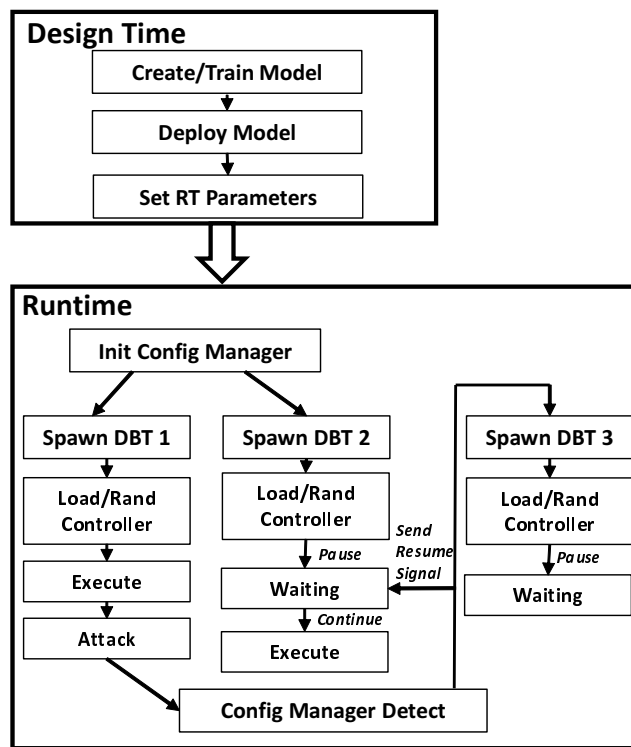 Design Time
Create/Train Model
Deploy Model
Set RT Parameters
Runtime
Init Config Manager
Spawn DBT 1
Load/Rand
Controller
Execute
Attack
Spawn DBT 2
Load/Rand
Controller
Pause
Waiting
Continue
Execute
Send
Resume
Signal
Spawn DBT 3
Load/Rand
Controller
Pause
Waiting
Config Manager Detect